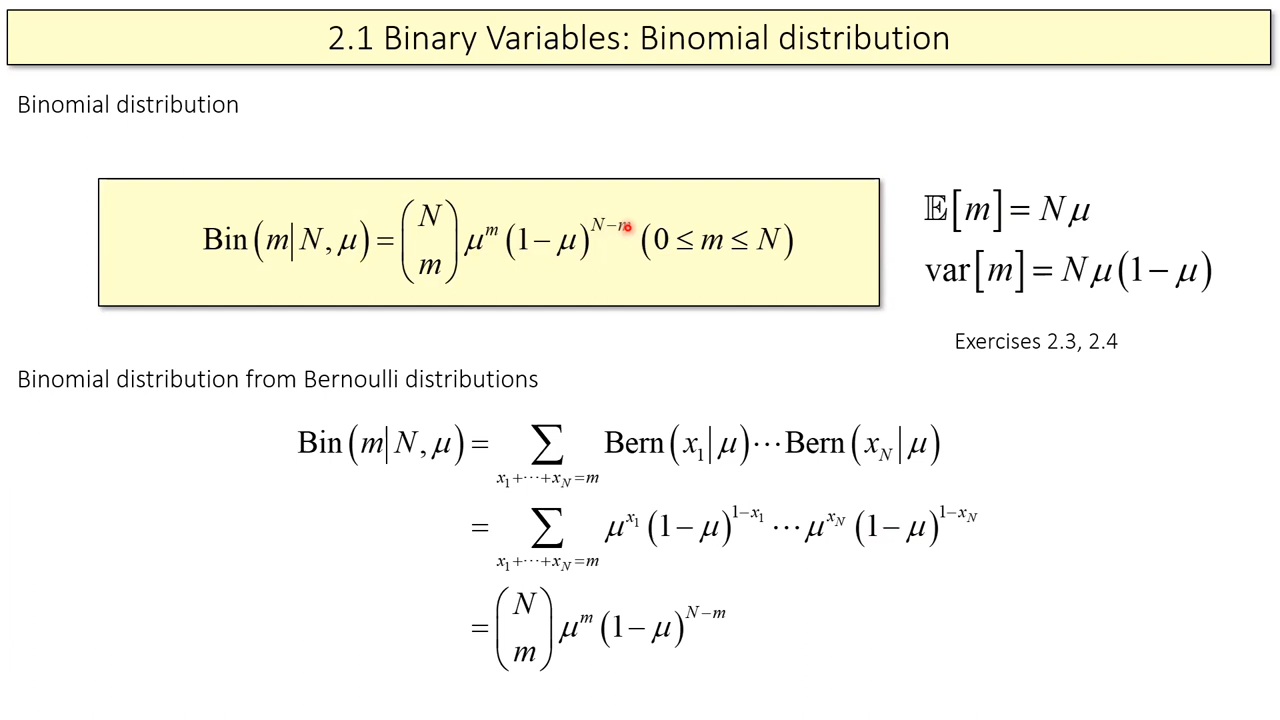 2.1 Binary Variables: Binomial distribution
Binomial distribution
Bin(m|N, μ) = (N m) μ^m (1 − μ)^{N−m} (0 ≤ m ≤ N)
𝔼[m] = Nμ
var[m] = Nμ(1 − μ)
Exercises 2.3, 2.4
Binomial distribution from Bernoulli distributions
Bin(m|N, μ) = ∑_{x_1+⋯+x_N=m} Bern(x_1|μ)⋯Bern(x_N|μ)
= ∑_{x_1+⋯+x_N=m} μ^{x_1}(1 − μ)^{1−x_1} ⋯ μ^{x_N}(1 − μ)^{1−x_N}
= (N m) μ^m (1 − μ)^{N−m}